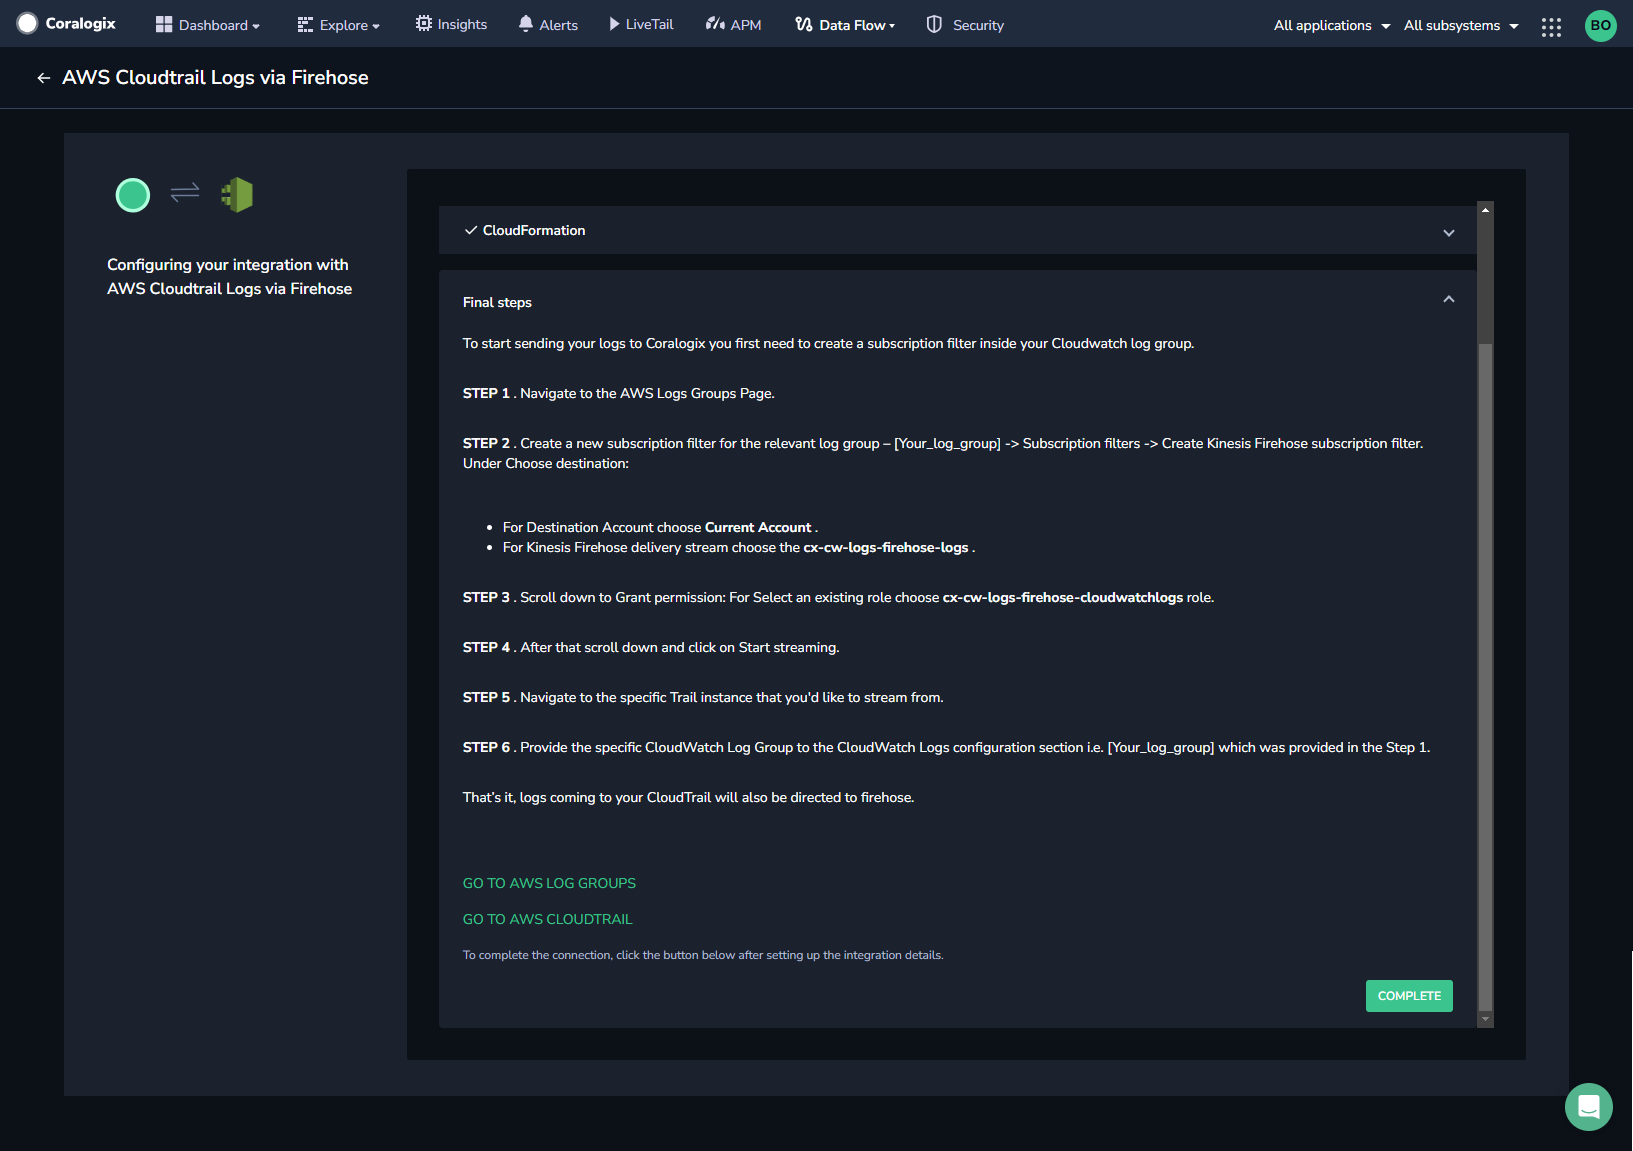 Coralogix Dashboard Explore Insights Alerts LiveTail APM Data Flow Security All applications All subsystems BO
AWS Cloudtrail Logs via Firehose
Configuring your integration with
AWS Cloudtrail Logs via Firehose
CloudFormation
Final steps
To start sending your logs to Coralogix you first need to create a subscription filter inside your Cloudwatch log group.
STEP 1 . Navigate to the AWS Logs Groups Page.
STEP 2 . Create a new subscription filter for the relevant log group – [Your_log_group] -> Subscription filters -> Create Kinesis Firehose subscription filter.
Under Choose destination:
• For Destination Account choose Current Account .
• For Kinesis Firehose delivery stream choose the cx-cw-logs-firehose-logs .
STEP 3 . Scroll down to Grant permission: For Select an existing role choose cx-cw-logs-firehose-cloudwatchlogs role.
STEP 4 . After that scroll down and click on Start streaming.
STEP 5 . Navigate to the specific Trail instance that you'd like to stream from.
STEP 6 . Provide the specific CloudWatch Log Group to the CloudWatch Logs configuration section i.e. [Your_log_group] which was provided in the Step 1.
That's it, logs coming to your CloudTrail will also be directed to firehose.
GO TO AWS LOG GROUPS
GO TO AWS CLOUDTRAIL
To complete the connection, click the button below after setting up the integration details.
COMPLETE